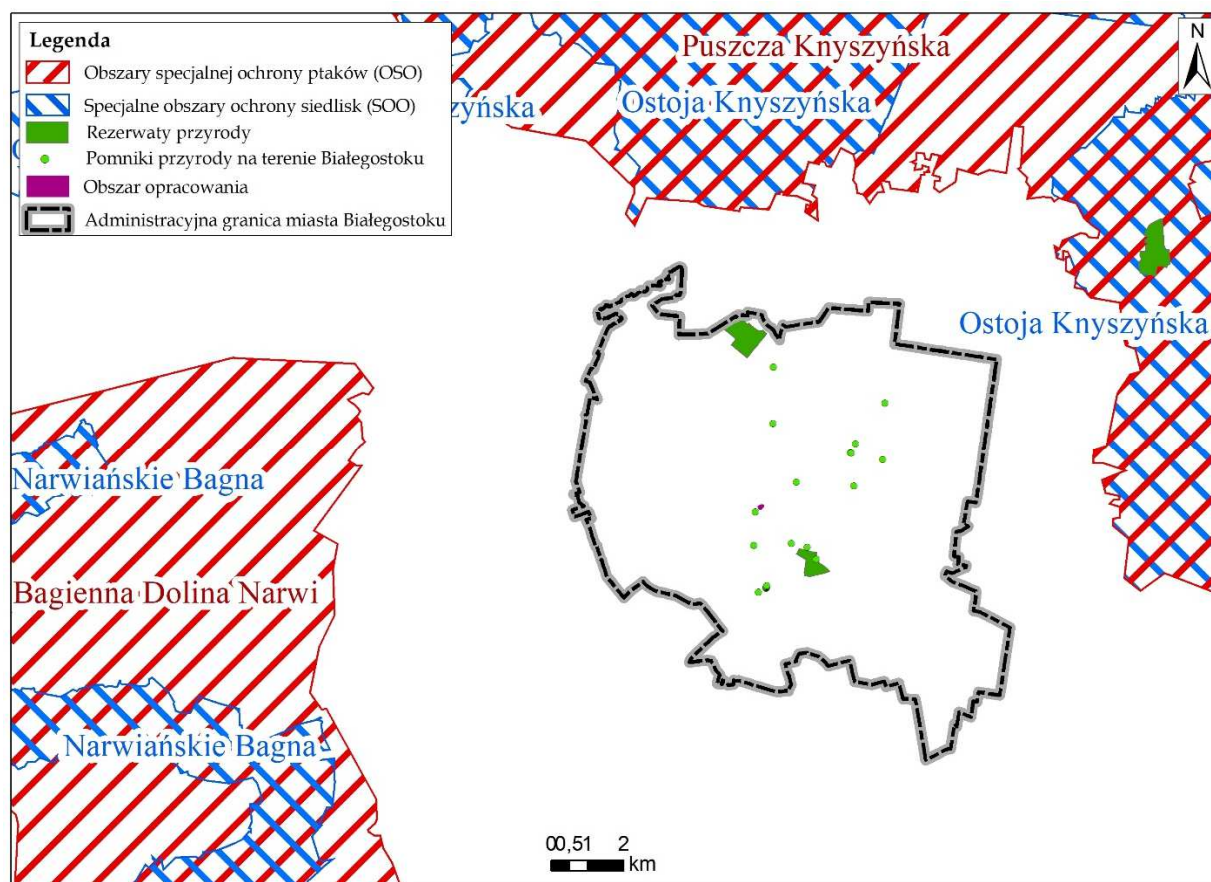 Legenda
Obszary specjalnej ochrony ptaków (OSO)
Specjalne obszary ochrony siedlisk (SOO)
Rezerwaty przyrody
Pomniki przyrody na terenie Białegostoku
Obszar opracowania
Administracyjna granica miasta Białegostoku
N
Puszcza Knyszyńska
Ostoja Knyszyńska
zyńska
Ostoja Knyszyńska
Narwiańskie Bagna
Bagienna Dolina Narwi
Narwiańskie Bagna
00,51 2
km